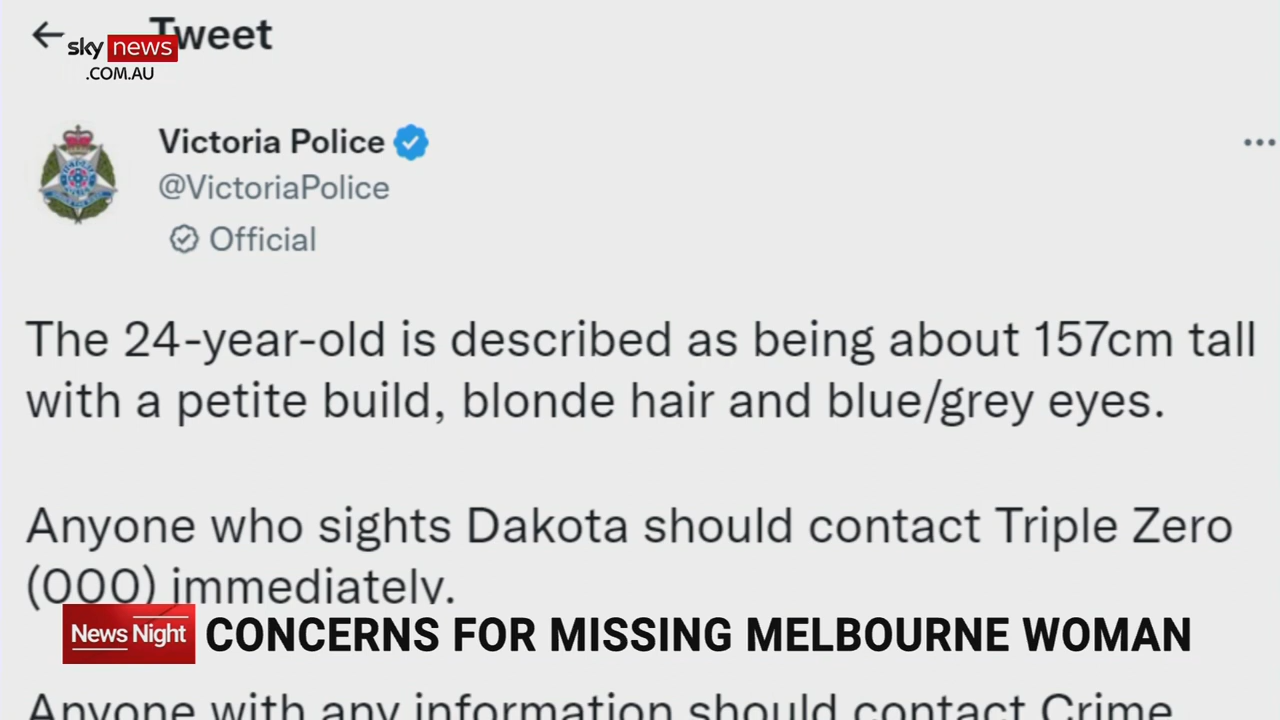 ← Tweet
sky news
.COM.AU
Victoria Police
@VictoriaPolice
Official
The 24-year-old is described as being about 157cm tall
with a petite build, blonde hair and blue/grey eyes.
Anyone who sights Dakota should contact Triple Zero
(000) immediately.
News Night CONCERNS FOR MISSING MELBOURNE WOMAN
Anyone with any information should contact Crime